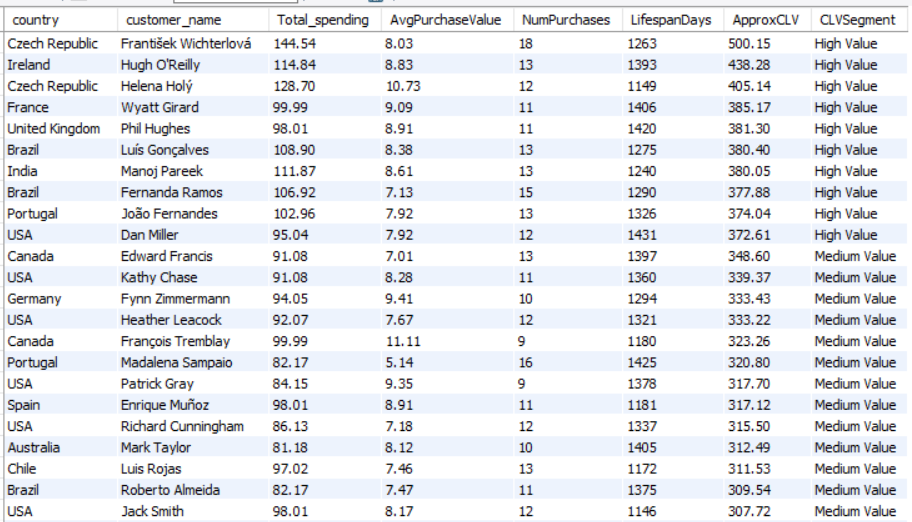 country customer_name Total_spending AvgPurchaseValue NumPurchases LifespanDays ApproxCLV CLVSegment
Czech Republic František Wichterlová 144.54 8.03 18 1263 500.15 High Value
Ireland Hugh O'Reilly 114.84 8.83 13 1393 438.28 High Value
Czech Republic Helena Holý 128.70 10.73 12 1149 405.14 High Value
France Wyatt Girard 99.99 9.09 11 1406 385.17 High Value
United Kingdom Phil Hughes 98.01 8.91 11 1420 381.30 High Value
Brazil Luís Gonçalves 108.90 8.38 13 1275 380.40 High Value
India Manoj Pareek 111.87 8.61 13 1240 380.05 High Value
Brazil Fernanda Ramos 106.92 7.13 15 1290 377.88 High Value
Portugal João Fernandes 102.96 7.92 13 1326 374.04 High Value
USA Dan Miller 95.04 7.92 12 1431 372.61 High Value
Canada Edward Francis 91.08 7.01 13 1397 348.60 Medium Value
USA Kathy Chase 91.08 8.28 11 1360 339.37 Medium Value
Germany Fynn Zimmermann 94.05 9.41 10 1294 333.43 Medium Value
USA Heather Leacock 92.07 7.67 12 1321 333.22 Medium Value
Canada François Tremblay 99.99 11.11 9 1180 323.26 Medium Value
Portugal Madalena Sampaio 82.17 5.14 16 1425 320.80 Medium Value
USA Patrick Gray 84.15 9.35 9 1378 317.70 Medium Value
Spain Enrique Muñoz 98.01 8.91 11 1181 317.12 Medium Value
USA Richard Cunningham 86.13 7.18 12 1337 315.50 Medium Value
Australia Mark Taylor 81.18 8.12 10 1405 312.49 Medium Value
Chile Luis Rojas 97.02 7.46 13 1172 311.53 Medium Value
Brazil Roberto Almeida 82.17 7.47 11 1375 309.54 Medium Value
USA Jack Smith 98.01 8.17 12 1146 307.72 Medium Value